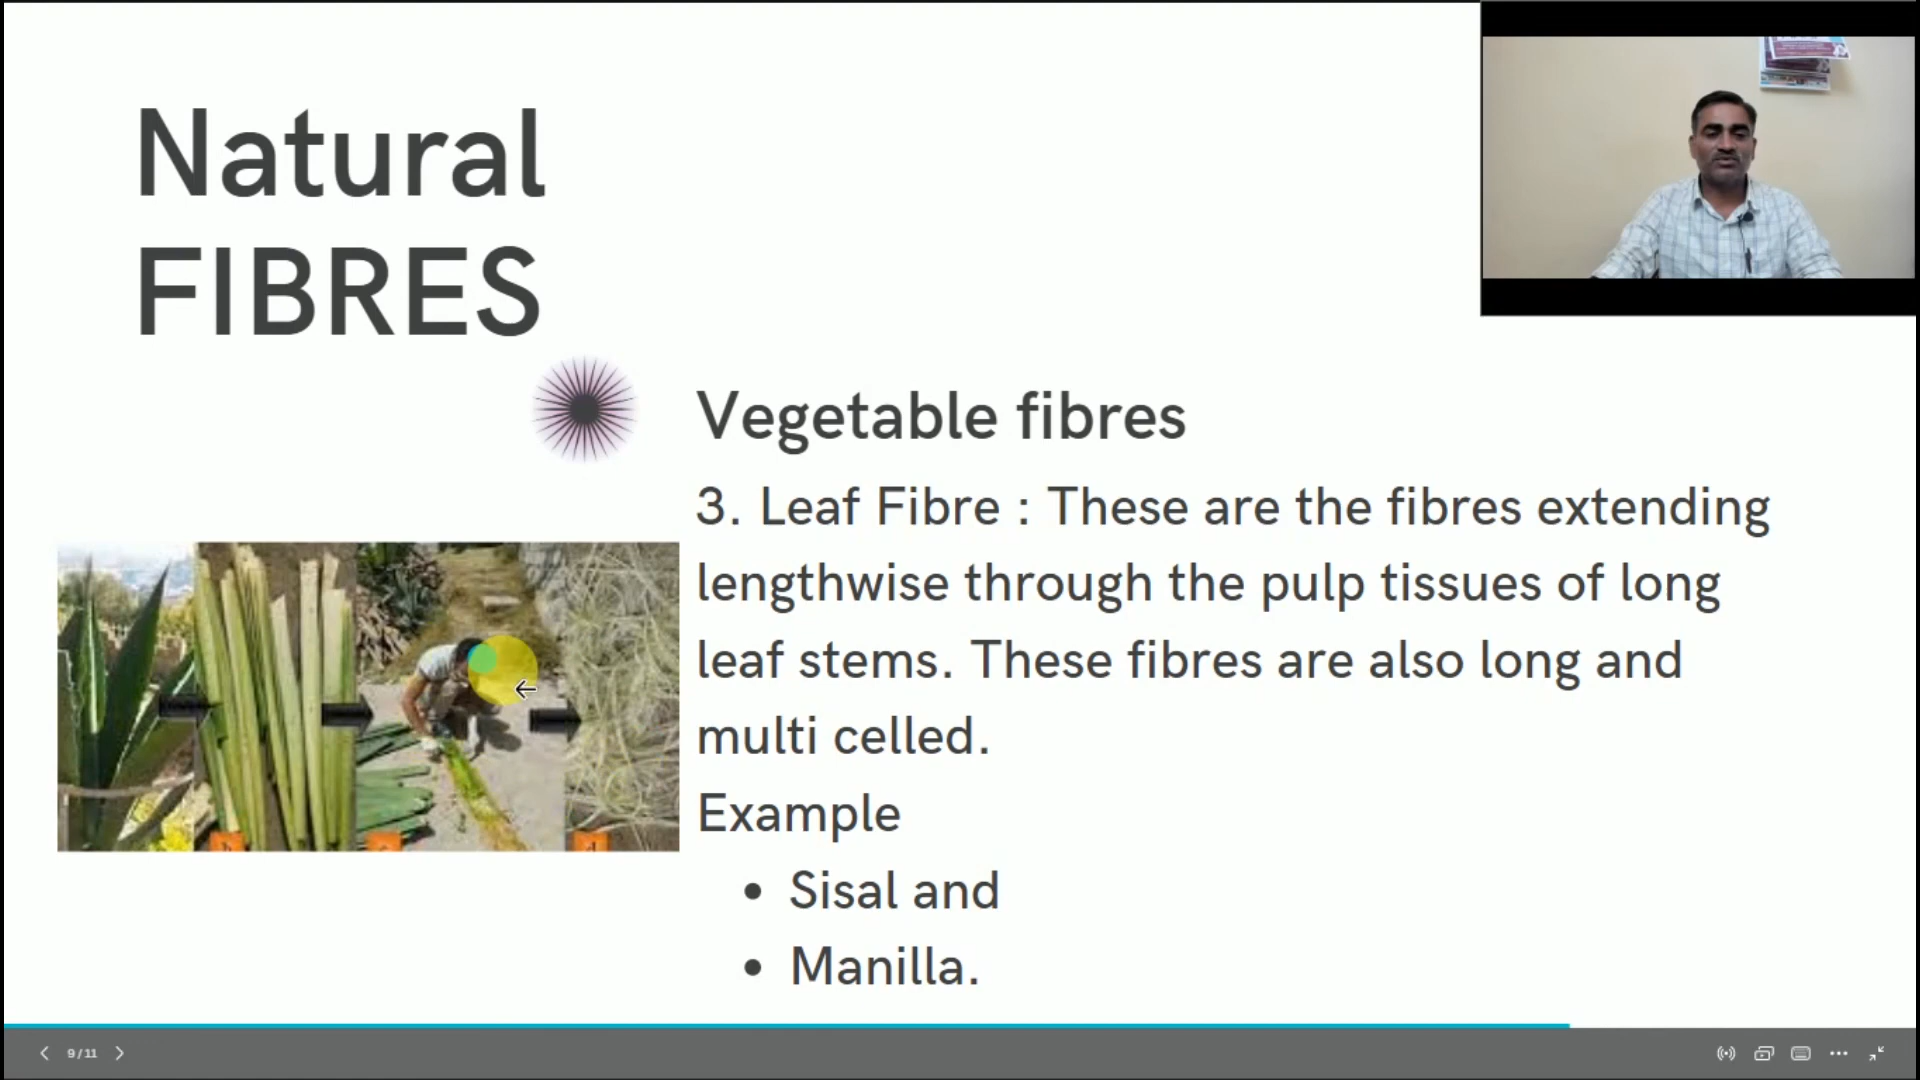 Natural
FIBRES
Vegetable fibres
3. Leaf Fibre : These are the fibres extending
lengthwise through the pulp tissues of long
leaf stems. These fibres are also long and
multi celled.
Example
• Sisal and
• Manilla.
9 / 11